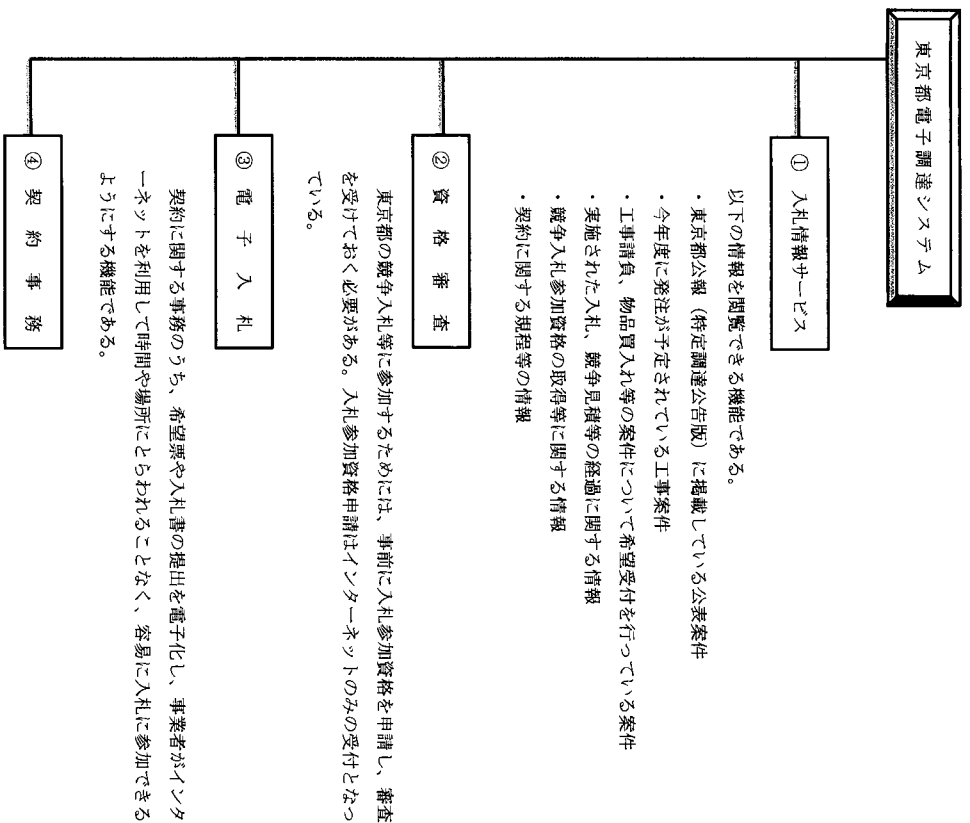 東京都電子調達システム
① 入札情報サービス
以下の情報を閲覧できる機能である。
・東京都公報（特定調達公告版）に掲載している公表案件
・今年度に発注が予定されている工事案件
・工事請負、物品買入れ等の案件について希望受付を行っている案件
・実施された入札、競争見積等の経過に関する情報
・競争入札参加資格の取得等に関する情報
・契約に関する規程等の情報
② 資格審査
東京都の競争入札等に参加するためには、事前に入札参加資格を申請し、審査
を受けておく必要がある。入札参加資格申請はインターネットのみの受付となっ
ている。
③ 電子入札
契約に関する事務のうち、希望票や入札書の提出を電子化し、事業者がインタ
ーネットを利用して時間や場所にとらわれることなく、容易に入札に参加できる
ようにする機能である。
④ 契約事務